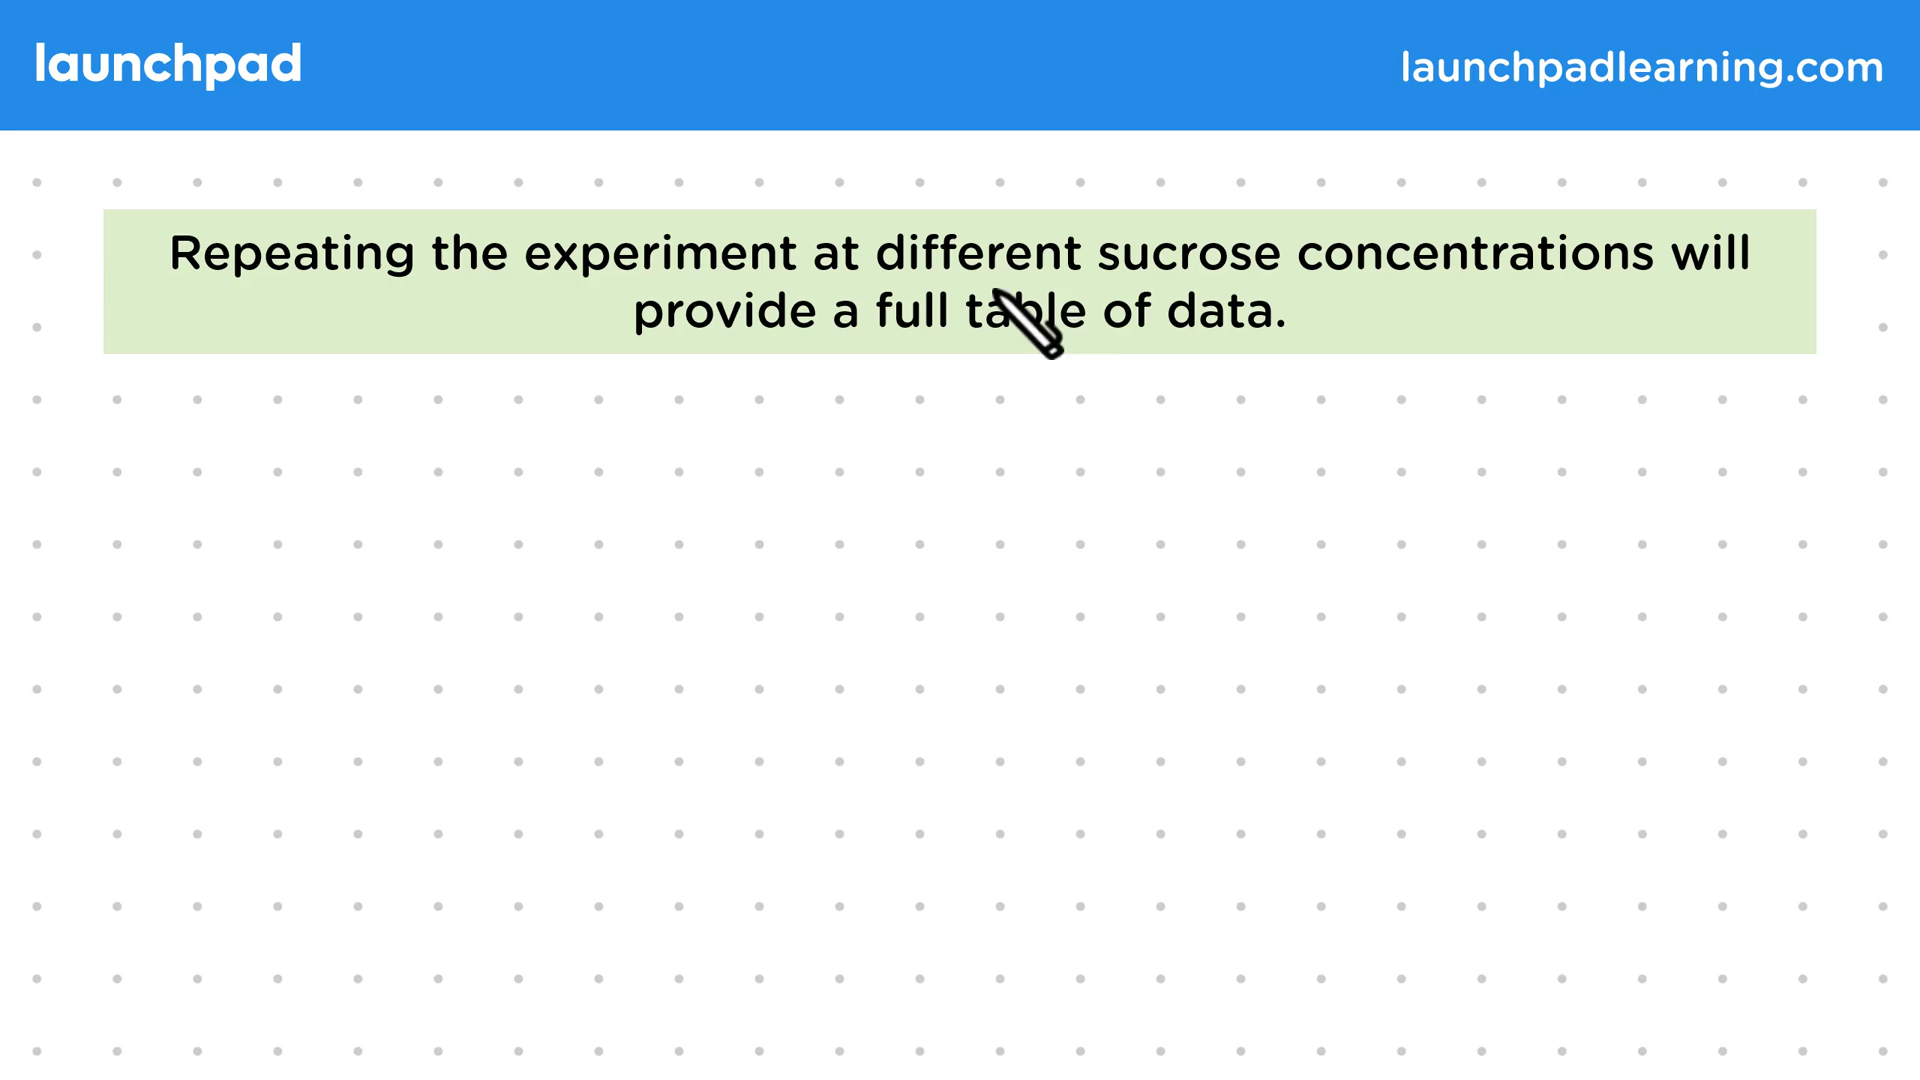 launchpad
launchpadlearning.com
Repeating the experiment at different sucrose concentrations will
provide a full table of data.